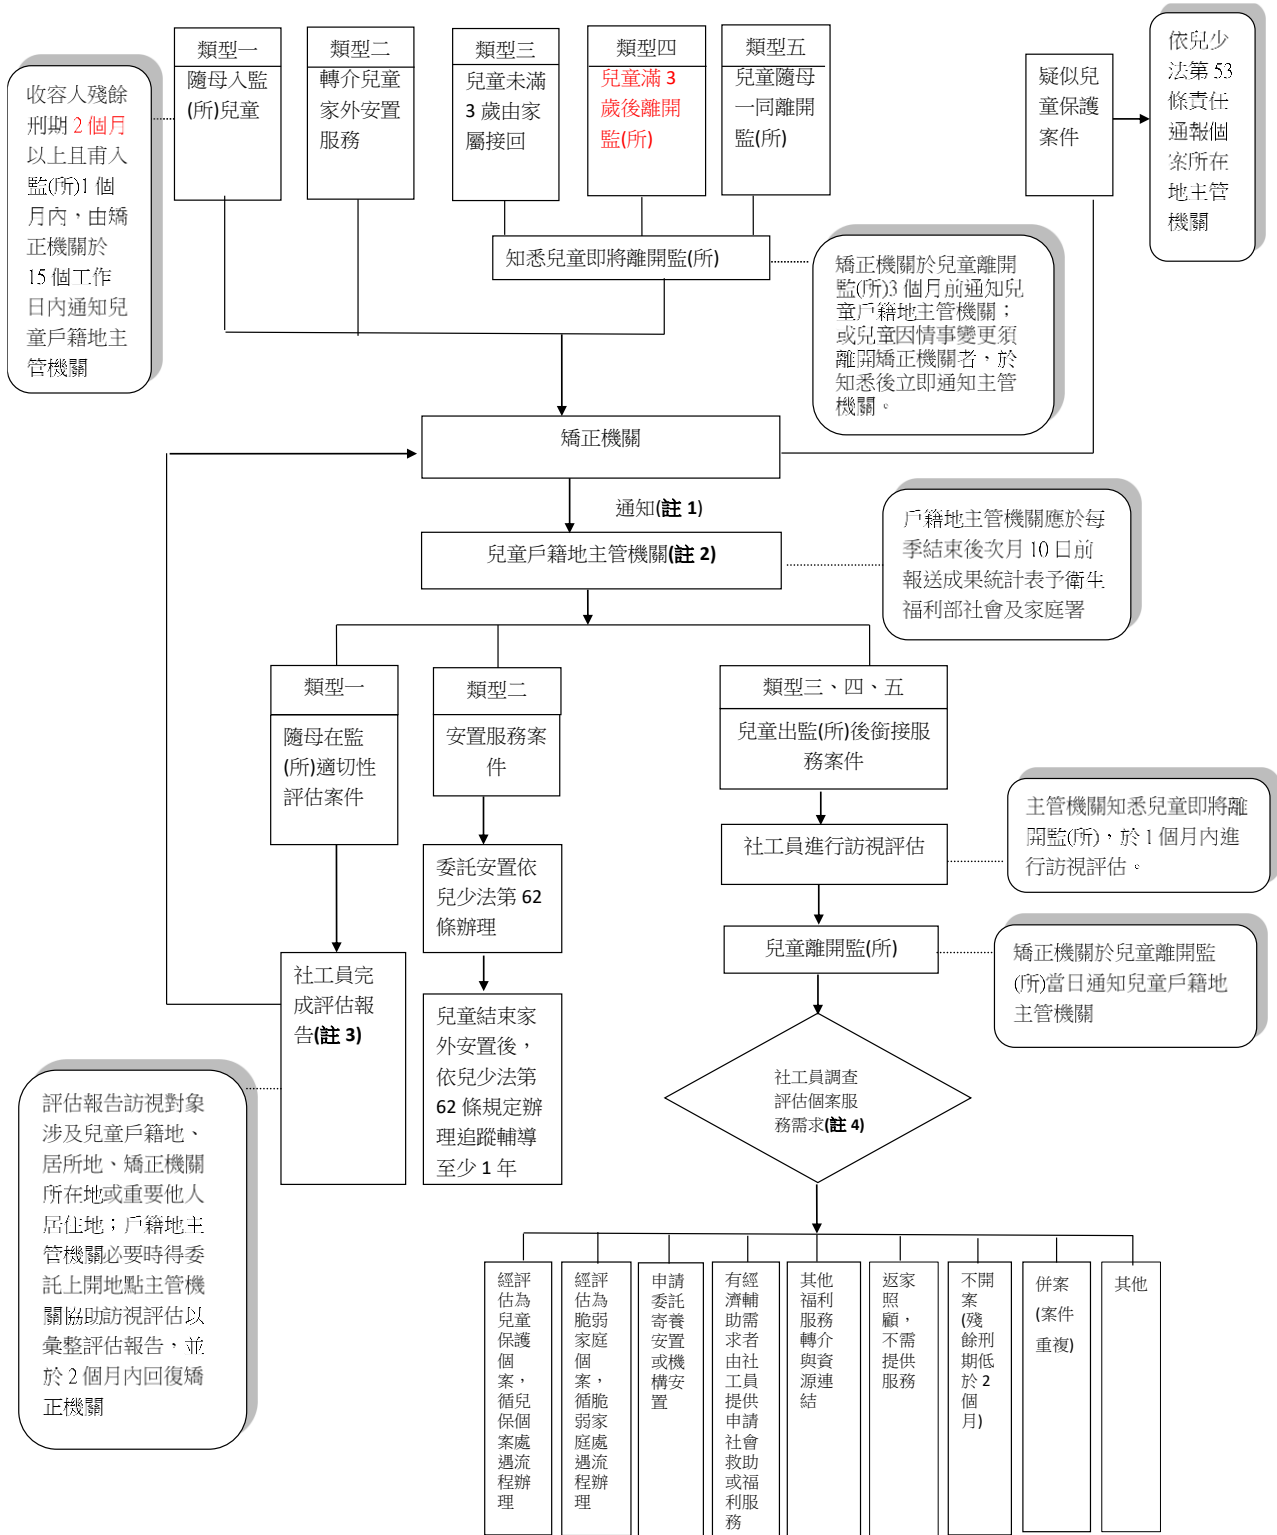 類型一
隨母入監
(所)兒童
類型二
轉介兒童
家外安置
服務
類型三
兒童未滿
3 歲由家
屬接回
類型四
兒童滿 3
歲後離開
監(所)
類型五
兒童隨母
一同離開
監(所)
疑似兒
童保護
案件
依兒少
法第 53
條責任
通報個
案所在
地主管
機關
收容人殘餘
刑期 2 個月
以上且甫入
監(所)1 個
月內，由矯
正機關於
15 個工作
日內通知兒
童戶籍地主
管機關
知悉兒童即將離開監(所)
矯正機關於兒童離開
監(所)3 個月前通知兒
童戶籍地主管機關；
或兒童因情事變更須
離開矯正機關者，於
知悉後立即通知主管
機關。
矯正機關
通知(註 1)
兒童戶籍地主管機關(註 2)
戶籍地主管機關應於每
季結束後次月 10 日前
報送成果統計表予衛生
福利部社會及家庭署
類型一
隨母在監
(所)適切性
評估案件
類型二
安置服務案
件
類型三、四、五
兒童出監(所)後銜接服
務案件
主管機關知悉兒童即將離
開監(所)，於 1 個月內進
行訪視評估。
社工員進行訪視評估
委託安置依
兒少法第 62
條辦理
兒童離開監(所)
矯正機關於兒童離開監
(所)當日通知兒童戶籍地
主管機關
社工員完
成評估報
告(註 3)
兒童結束家
外安置後，
依兒少法第
62 條規定辦
理追蹤輔導
至少 1 年
社工員調查
評估個案服
務需求(註 4)
評估報告訪視對象
涉及兒童戶籍地、
居所地、矯正機關
所在地或重要他人
居住地；戶籍地主
管機關必要時得委
託上開地點主管機
關協助訪視評估以
彙整評估報告，並
於 2 個月內回復矯
正機關
經評
估為
兒童
保護
個
案，
循兒
保個
案處
遇流
程辦
理
經評
估為
脆弱
家庭
個
案，
循脆
弱家
庭處
遇流
程辦
理
申請
委託
寄養
安置
或機
構安
置
有經
濟輔
助需
求者
由社
工員
提供
申請
社會
救助
或福
利服
務
其他
福利
服務
轉介
與資
源連
結
返家
照
顧，
不需
提供
服務
不開
案
(殘
餘刑
期低
於 2
個
月)
併案
(案件
重複)
其他